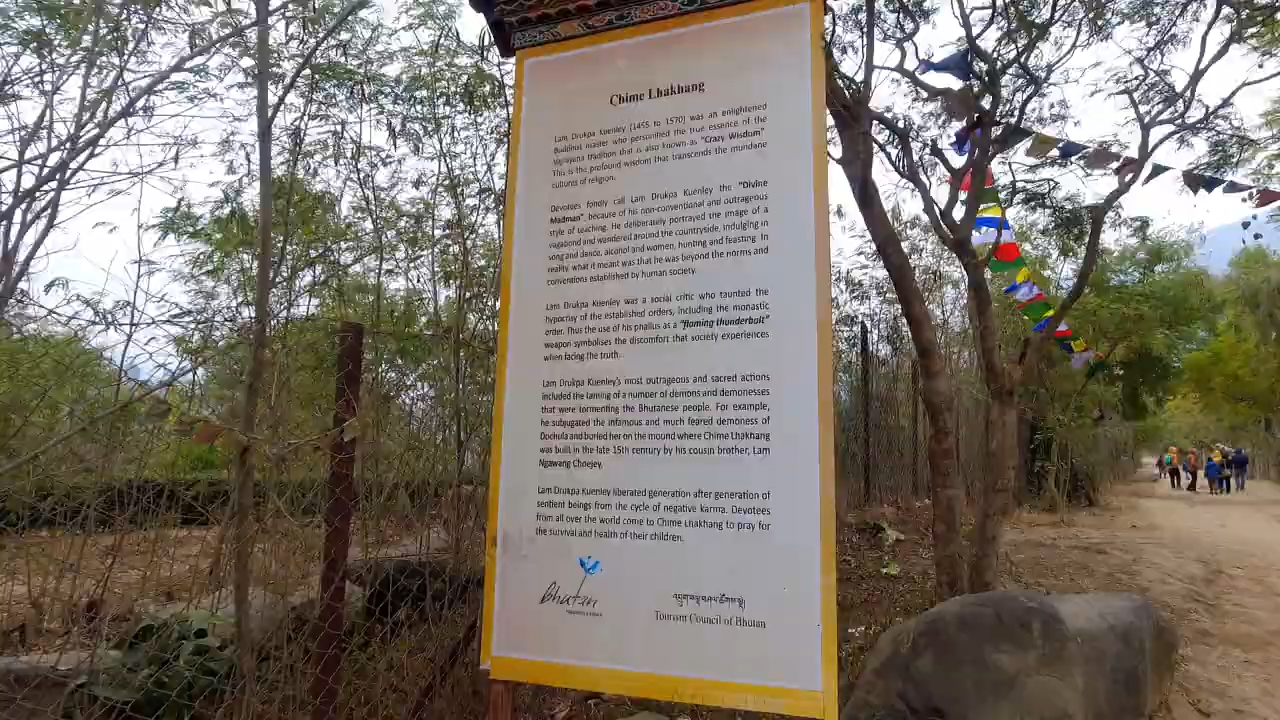 Chime Lhakhang
Lam Drukpa Kuenley (1455 to 1570) was an enlightened
Buddhist master who personified the true essence of the
Vajrayana tradition that is also known as "Crazy Wisdom"
This is the profound wisdom that transcends the mundane
cultures of religion.
Devotees fondly call Lam Drukpa Kuenley the "Divine
Madman", because of his non-conventional and outrageous
style of teaching. He deliberately portrayed the image of a
vagabond and wandered around the countryside, indulging in
song and dance, alcohol and women, hunting and feasting. In
reality, what it meant was that he was beyond the norms and
conventions established by human society.
Lam Drukpa Kuenley was a social critic who taunted the
hypocrisy of the established orders, including the monastic
order. Thus the use of his phallus as a "flaming thunderbolt"
weapon symbolises the discomfort that society experiences
when facing the truth.
Lam Drukpa Kuenley's most outrageous and sacred actions
included the taming of a number of demons and demonesses
that were tormenting the Bhutanese people. For example,
he subjugated the infamous and much feared demoness of
Dochula and buried her on the mound where Chime Lhakhang
was built in the late 15th century by his cousin brother, Lam
Ngawang Choejey.
Lam Drukpa Kuenley liberated generation after generation of
sentient beings from the cycle of negative karma. Devotees
from all over the world come to Chime Lhakhang to pray for
the survival and health of their children.
Bhutan
Tourism Council of Bhutan